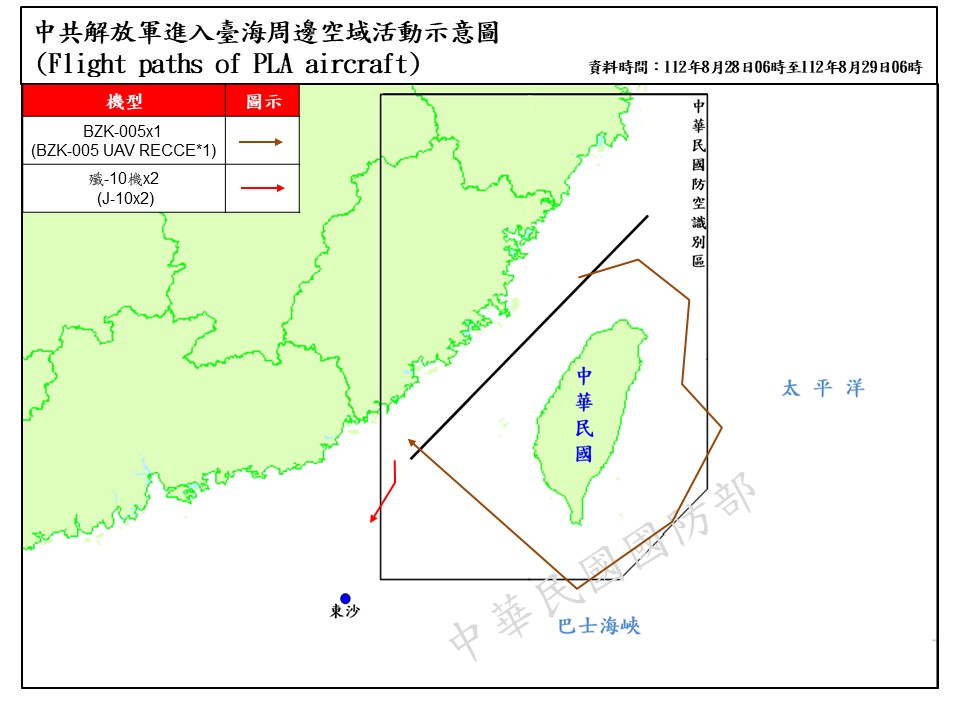 中共解放軍進入臺海周邊空域活動示意圖
(Flight paths of PLA aircraft)
資料時間：112年8月28日06時至112年8月29日06時
機型
圖示
BZK-005x1
(BZK-005 UAV RECCE*1)
殲-10機x2
(J-10x2)
中華民國防空識別區
中華民國
太平洋
東沙
巴士海峽
中華民國國防部